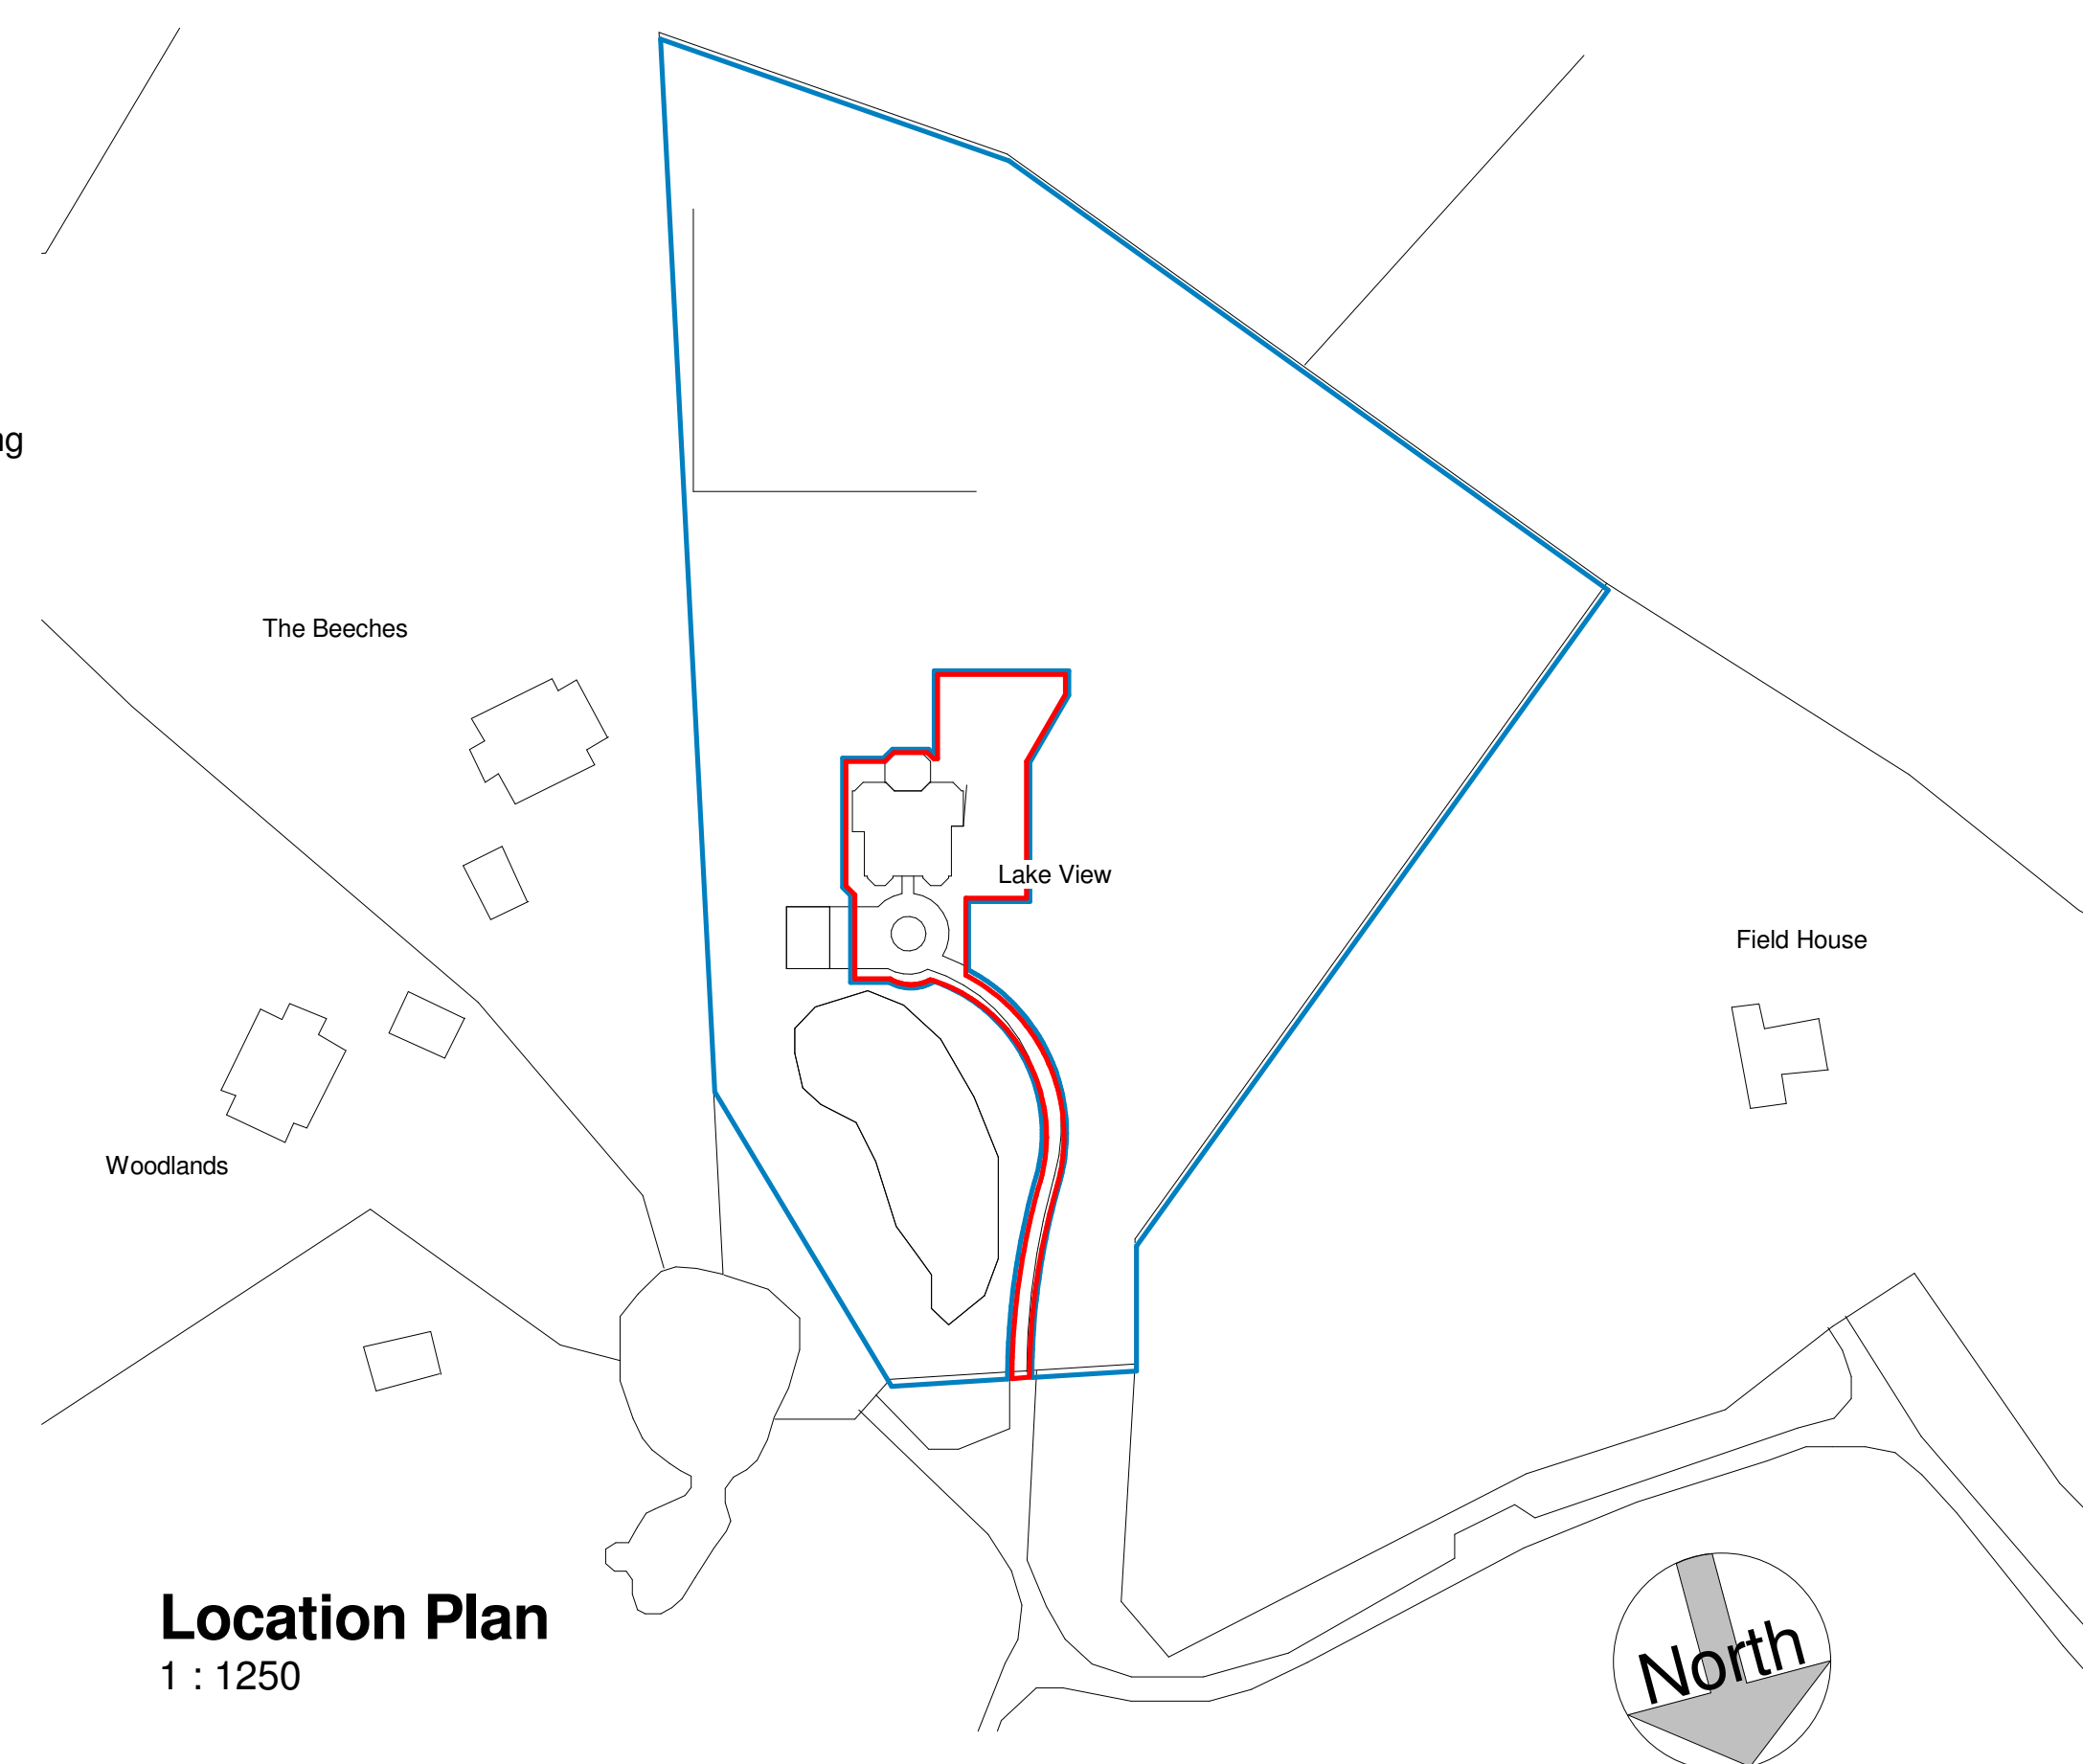 The Beeches
Lake View
Field House
Woodlands
Location Plan
1 : 1250
North